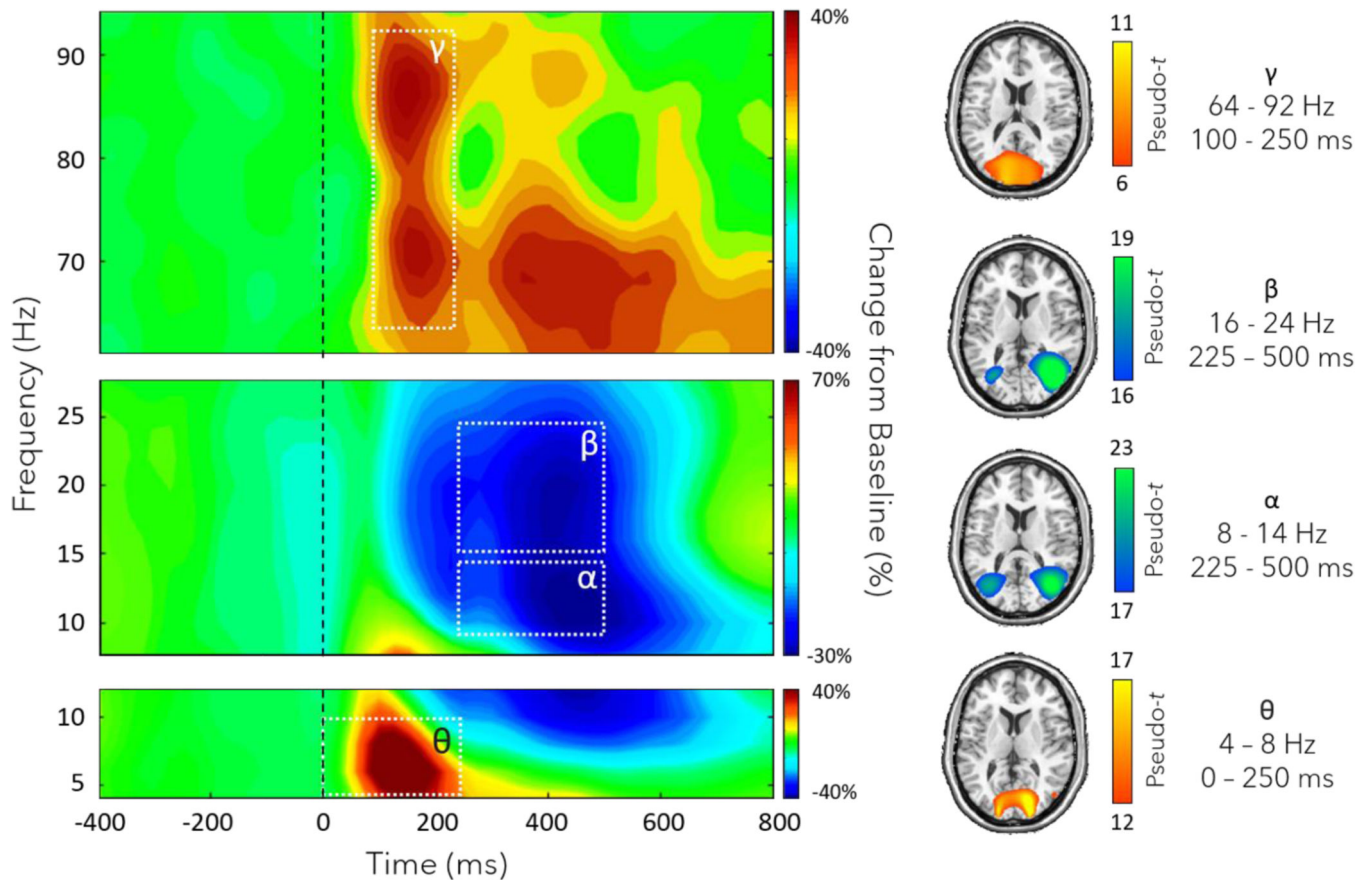 Frequency (Hz)
90
80
70
γ
40%
-40%
25
20
15
10
β
α
70%
-30%
10
5
θ
40%
-40%
-400
-200
0
200
400
600
800
Time (ms)
Change from Baseline (%)
11
Pseudo-t
6
γ
64 - 92 Hz
100 - 250 ms
19
Pseudo-t
16
β
16 - 24 Hz
225 – 500 ms
23
Pseudo-t
17
α
8 - 14 Hz
225 - 500 ms
17
Pseudo-t
12
θ
4 – 8 Hz
0 – 250 ms